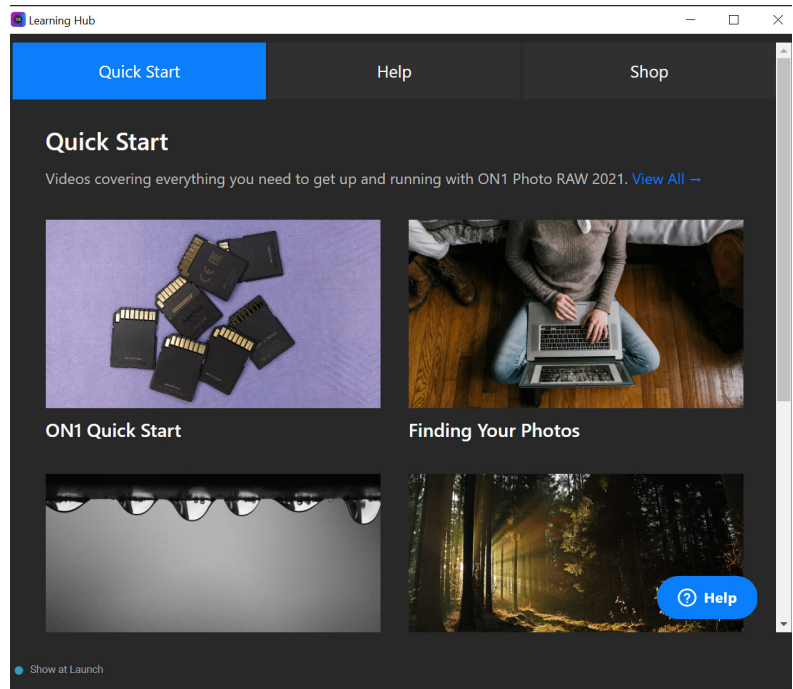 Learning Hub
Quick Start
Help
Shop
Quick Start
Videos covering everything you need to get up and running with ON1 Photo RAW 2021. View All →
ON1 Quick Start
Finding Your Photos
Help
Show at Launch